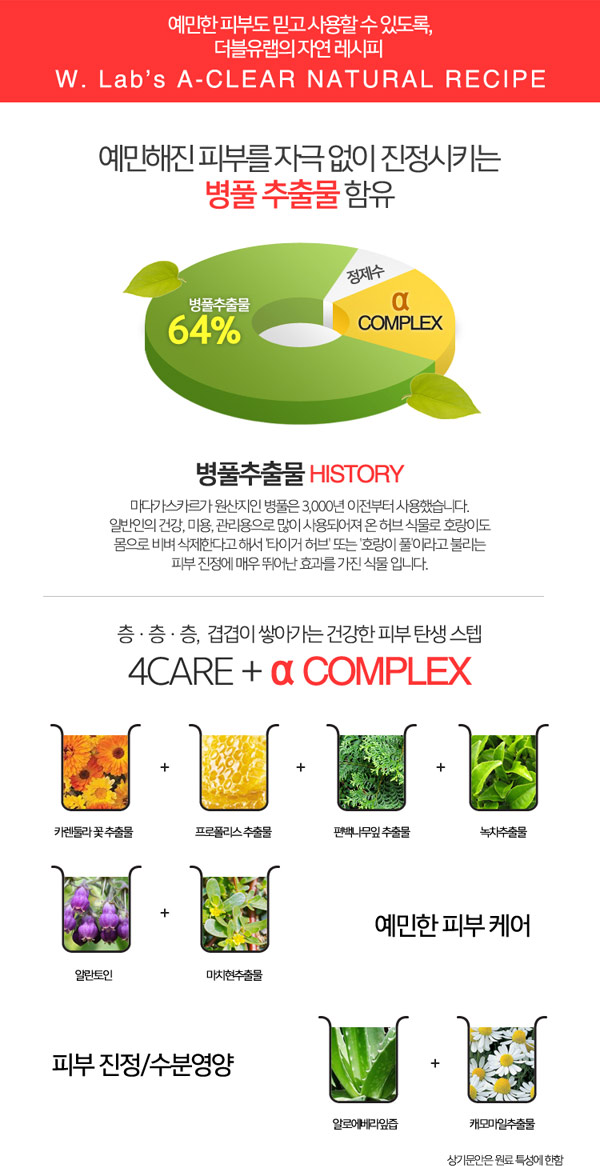 예민한 피부도 믿고 사용할 수 있도록,
더블유랩의 자연 레시피
W. Lab's A-CLEAR NATURAL RECIPE
예민해진 피부를 자극 없이 진정시키는
병풀 추출물 함유
정제수
병풀추출물
64%
α
COMPLEX
병풀추출물 HISTORY
마다가스카르가 원산지인 병풀은 3,000년 이전부터 사용했습니다.
일반인의 건강, 미용, 관리용으로 많이 사용되어져 온 허브 식물로 호랑이도
몸으로 비벼 삭제한다고 해서 '타이거 허브' 또는 '호랑이 풀'이라고 불리는
피부 진정에 매우 뛰어난 효과를 가진 식물 입니다.
층 · 층 · 층, 겹겹이 쌓아가는 건강한 피부 탄생 스텝
4CARE + α COMPLEX
+ + +
카렌둘라 꽃 추출물 프로폴리스 추출물 편백나무잎 추출물 녹차추출물
+
예민한 피부 케어
알란토인 마치현추출물
피부 진정/수분영양
+
알로에베라잎즙 캐모마일추출물
상기문안은 원료 특성에 한함